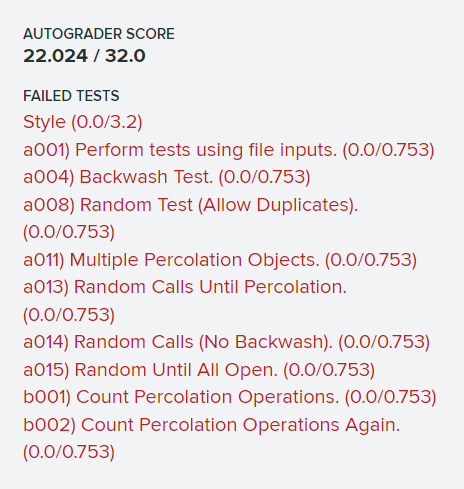 AUTOGRADER SCORE
22.024 / 32.0
FAILED TESTS
Style (0.0/3.2)
a001) Perform tests using file inputs. (0.0/0.753)
a004) Backwash Test. (0.0/0.753)
a008) Random Test (Allow Duplicates).
(0.0/0.753)
a011) Multiple Percolation Objects. (0.0/0.753)
a013) Random Calls Until Percolation.
(0.0/0.753)
a014) Random Calls (No Backwash). (0.0/0.753)
a015) Random Until All Open. (0.0/0.753)
b001) Count Percolation Operations. (0.0/0.753)
b002) Count Percolation Operations Again.
(0.0/0.753)